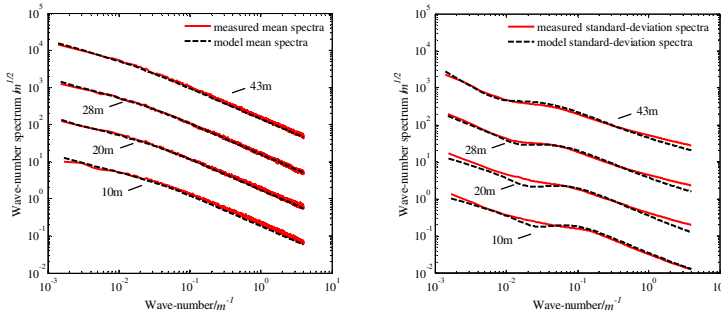 measured mean spectra
model mean spectra
43m
28m
20m
10m
10^5
10^4
10^3
10^2
10^1
10^0
10^-1
10^-2
10^-3
10^-2
10^-1
10^0
10^1
Wave-number spectrum /m^1/2
Wave-number/m^-1
measured standard-deviation spectra
model standard-deviation spectra
43m
28m
20m
10m
10^5
10^4
10^3
10^2
10^1
10^0
10^-1
10^-2
10^-3
10^-2
10^-1
10^0
10^1
Wave-number spectrum /m^1/2
Wave-number/m^-1